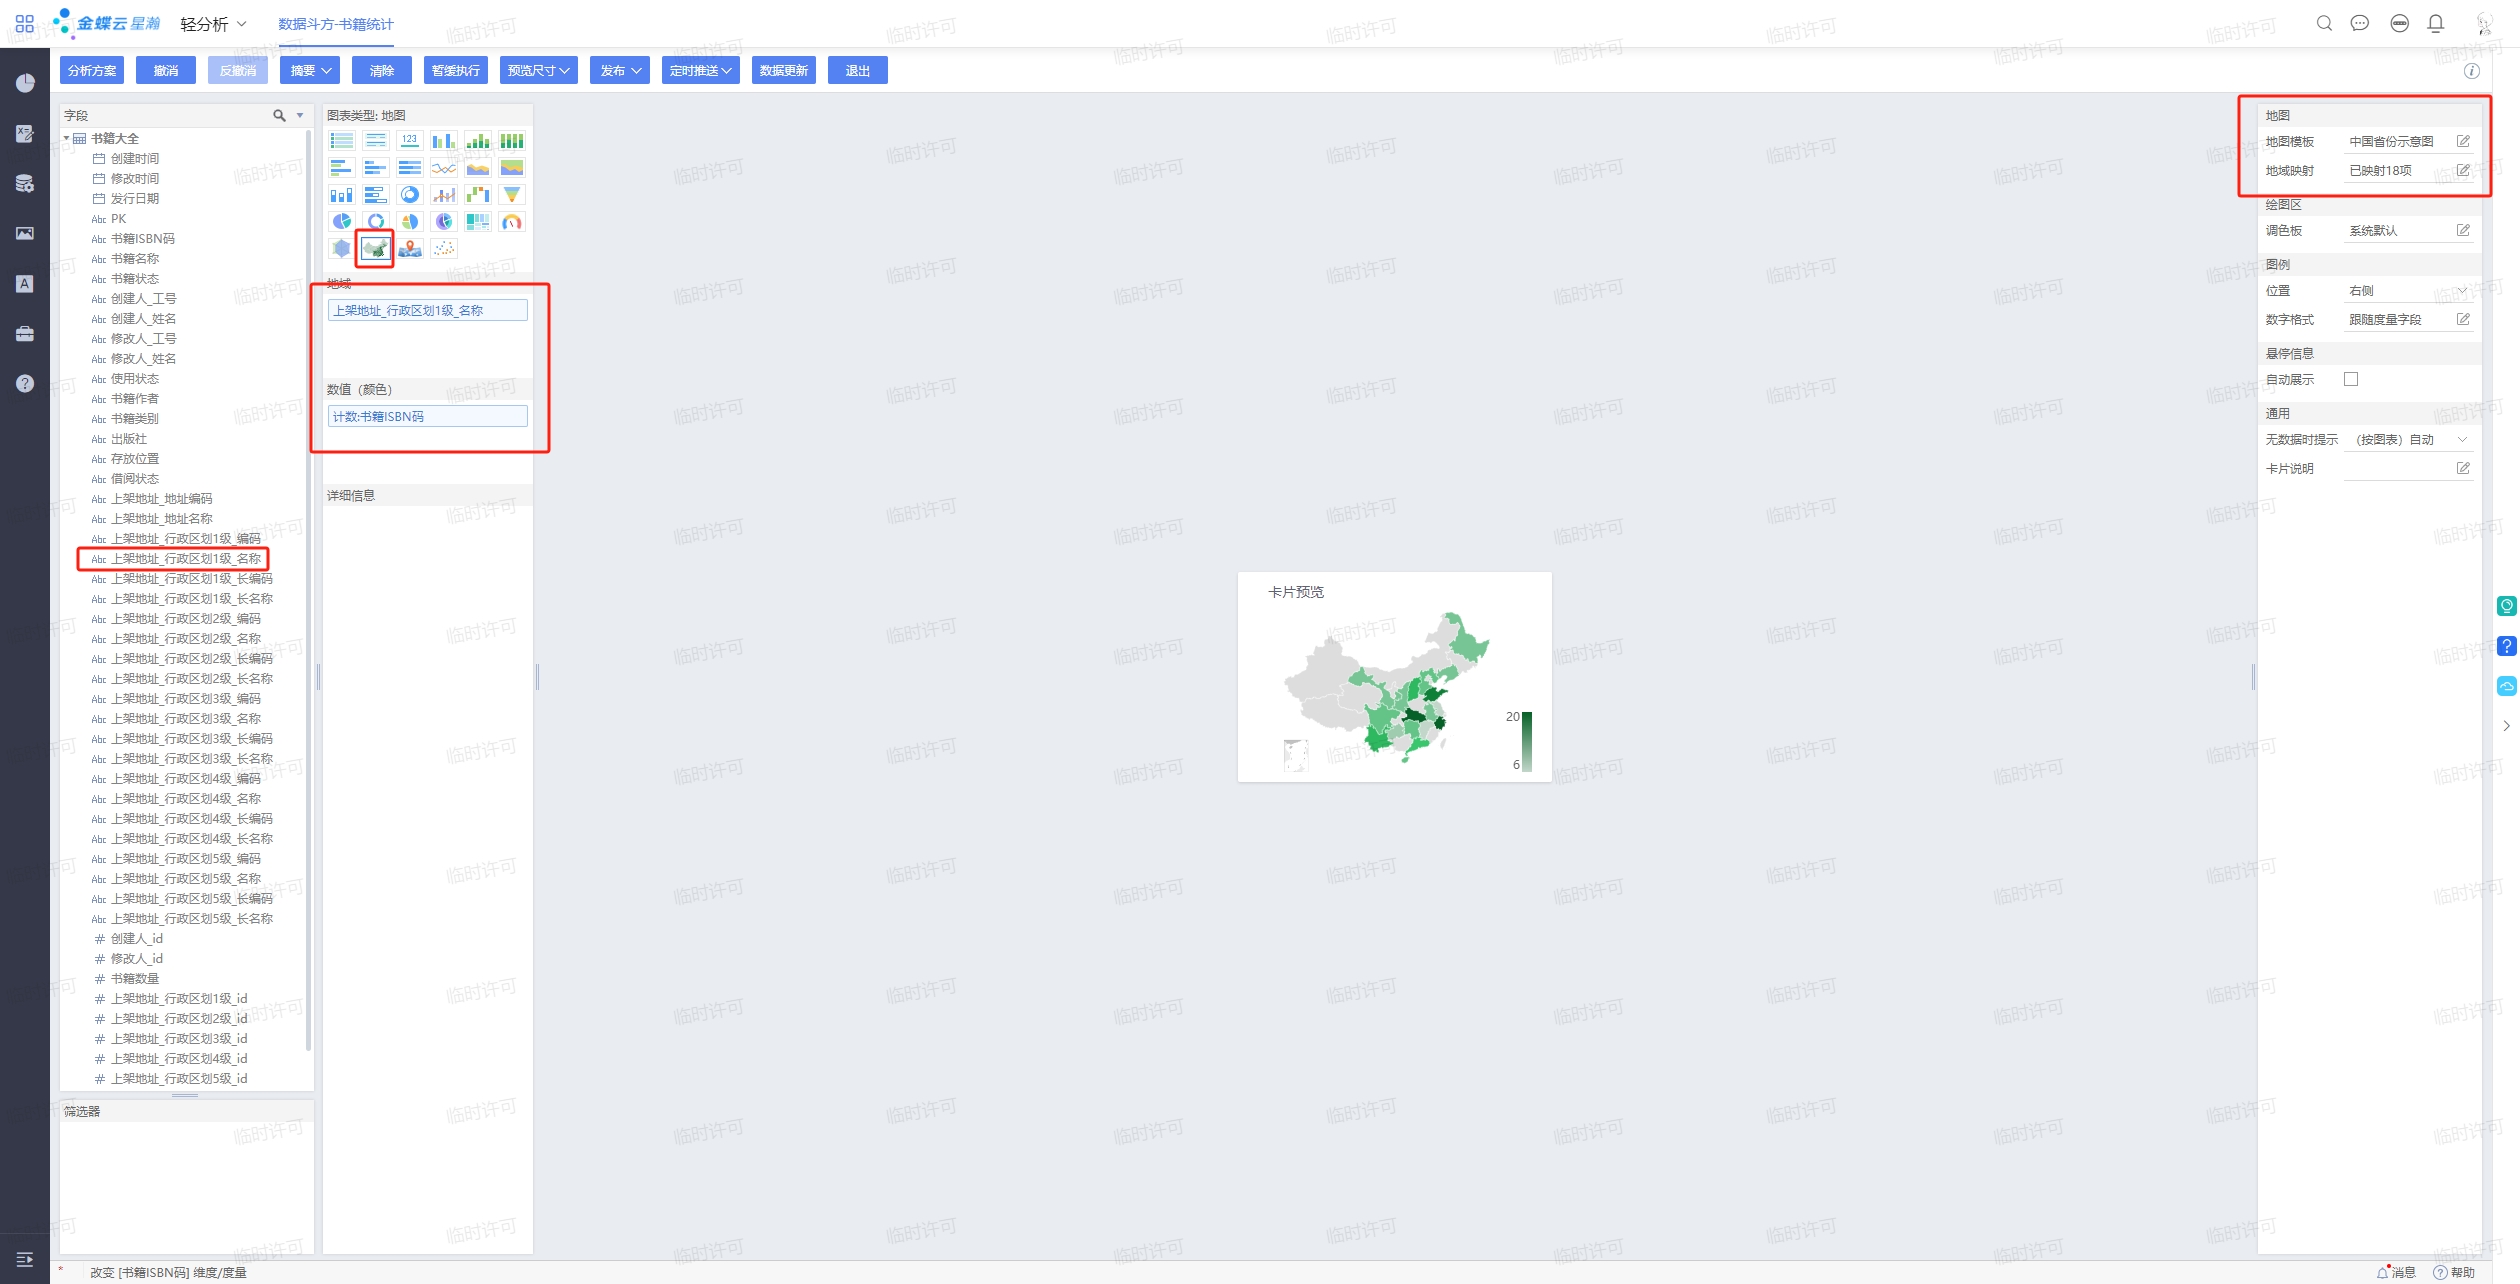 金蝶云星瀚
轻分析
数据斗方-书籍统计
分析方案
撤消
反撤消
摘要
清除
暂缓执行
预览尺寸
发布
定时推送
数据更新
退出
字段
书籍大全
创建时间
修改时间
发行日期
Abc PK
Abc 书籍ISBN码
Abc 书籍名称
Abc 书籍状态
Abc 创建人_工号
Abc 创建人_姓名
Abc 修改人_工号
Abc 修改人_姓名
Abc 使用状态
Abc 书籍作者
Abc 书籍类别
Abc 出版社
Abc 存放位置
Abc 借阅状态
Abc 上架地址_地址编码
Abc 上架地址_地址名称
Abc 上架地址_行政区划1级_编码
Abc 上架地址_行政区划1级_名称
Abc 上架地址_行政区划1级_长编码
Abc 上架地址_行政区划1级_长名称
Abc 上架地址_行政区划2级_编码
Abc 上架地址_行政区划2级_名称
Abc 上架地址_行政区划2级_长编码
Abc 上架地址_行政区划2级_长名称
Abc 上架地址_行政区划3级_编码
Abc 上架地址_行政区划3级_名称
Abc 上架地址_行政区划3级_长编码
Abc 上架地址_行政区划3级_长名称
Abc 上架地址_行政区划4级_编码
Abc 上架地址_行政区划4级_名称
Abc 上架地址_行政区划4级_长编码
Abc 上架地址_行政区划4级_长名称
Abc 上架地址_行政区划5级_编码
Abc 上架地址_行政区划5级_名称
Abc 上架地址_行政区划5级_长编码
Abc 上架地址_行政区划5级_长名称
# 创建人_id
# 修改人_id
# 书籍数量
# 上架地址_行政区划1级_id
# 上架地址_行政区划2级_id
# 上架地址_行政区划3级_id
# 上架地址_行政区划4级_id
# 上架地址_行政区划5级_id
筛选器
图表类型: 地图
123
地域
上架地址_行政区划1级_名称
数值（颜色）
计数:书籍ISBN码
详细信息
卡片预览
20
6
地图
地图模板 中国省份示意图
地域映射 已映射18项
绘图区
调色板 系统默认
图例
位置 右侧
数字格式 跟随度量字段
悬停信息
自动展示
通用
无数据时提示 （按图表）自动
卡片说明
* 改变 [书籍ISBN码] 维度/度量
消息
帮助
临时许可